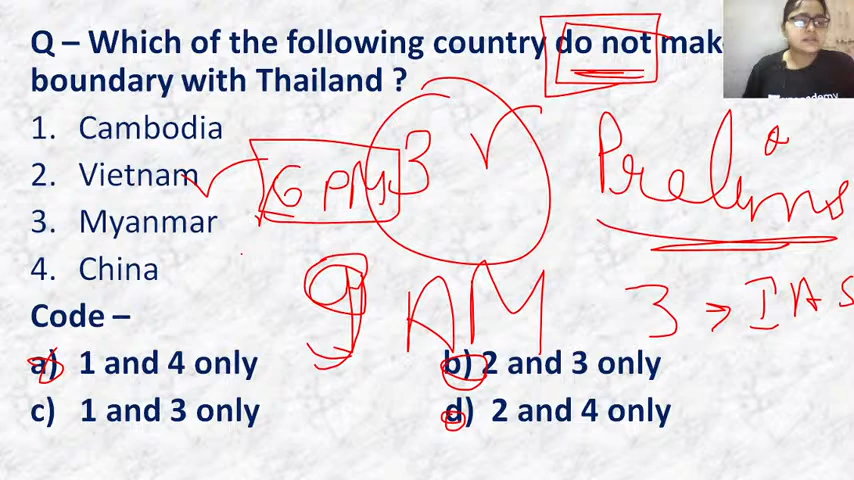 Q – Which of the following country do not mak
boundary with Thailand ?
1. Cambodia
2. Vietnam
3. Myanmar
4. China
Code –
a) 1 and 4 only
b) 2 and 3 only
c) 1 and 3 only
d) 2 and 4 only
6 PM
3
Prelims
9 AM
3 → IAS